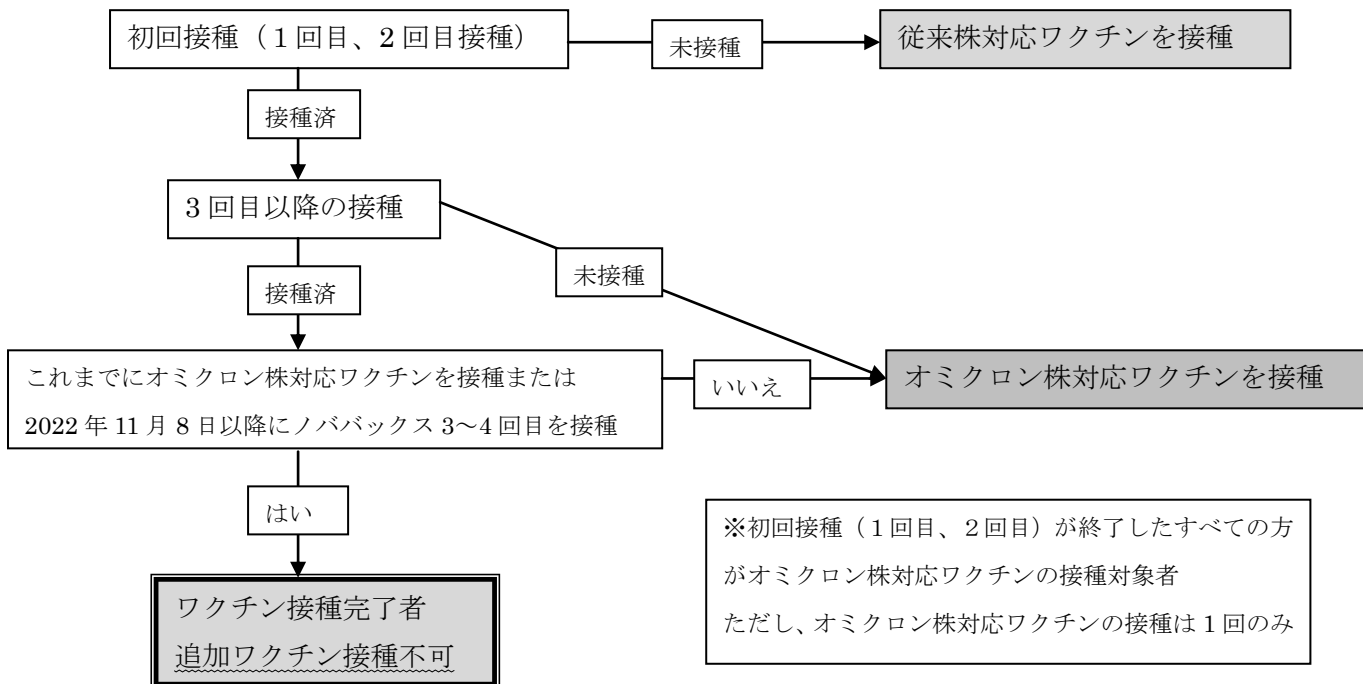 初回接種（１回目、２回目接種）
未接種
従来株対応ワクチンを接種
接種済
３回目以降の接種
未接種
接種済
これまでにオミクロン株対応ワクチンを接種または
2022 年 11 月 8 日以降にノババックス 3～4 回目を接種
いいえ
オミクロン株対応ワクチンを接種
はい
※初回接種（１回目、２回目）が終了したすべての方
がオミクロン株対応ワクチンの接種対象者
ただし、オミクロン株対応ワクチンの接種は 1 回のみ
ワクチン接種完了者
追加ワクチン接種不可